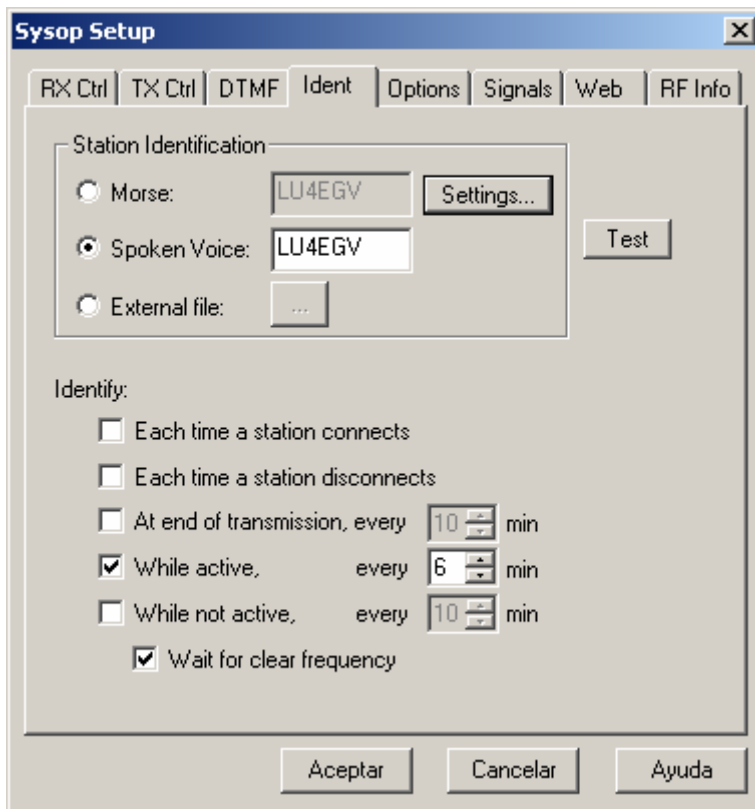 Sysop Setup
RX Ctrl TX Ctrl DTMF Ident Options Signals Web RF Info
Station Identification
Morse: LU4EGV Settings...
Spoken Voice: LU4EGV Test
External file: ...
Identify:
Each time a station connects
Each time a station disconnects
At end of transmission, every 10 min
While active, every 6 min
While not active, every 10 min
Wait for clear frequency
Aceptar Cancelar Ayuda